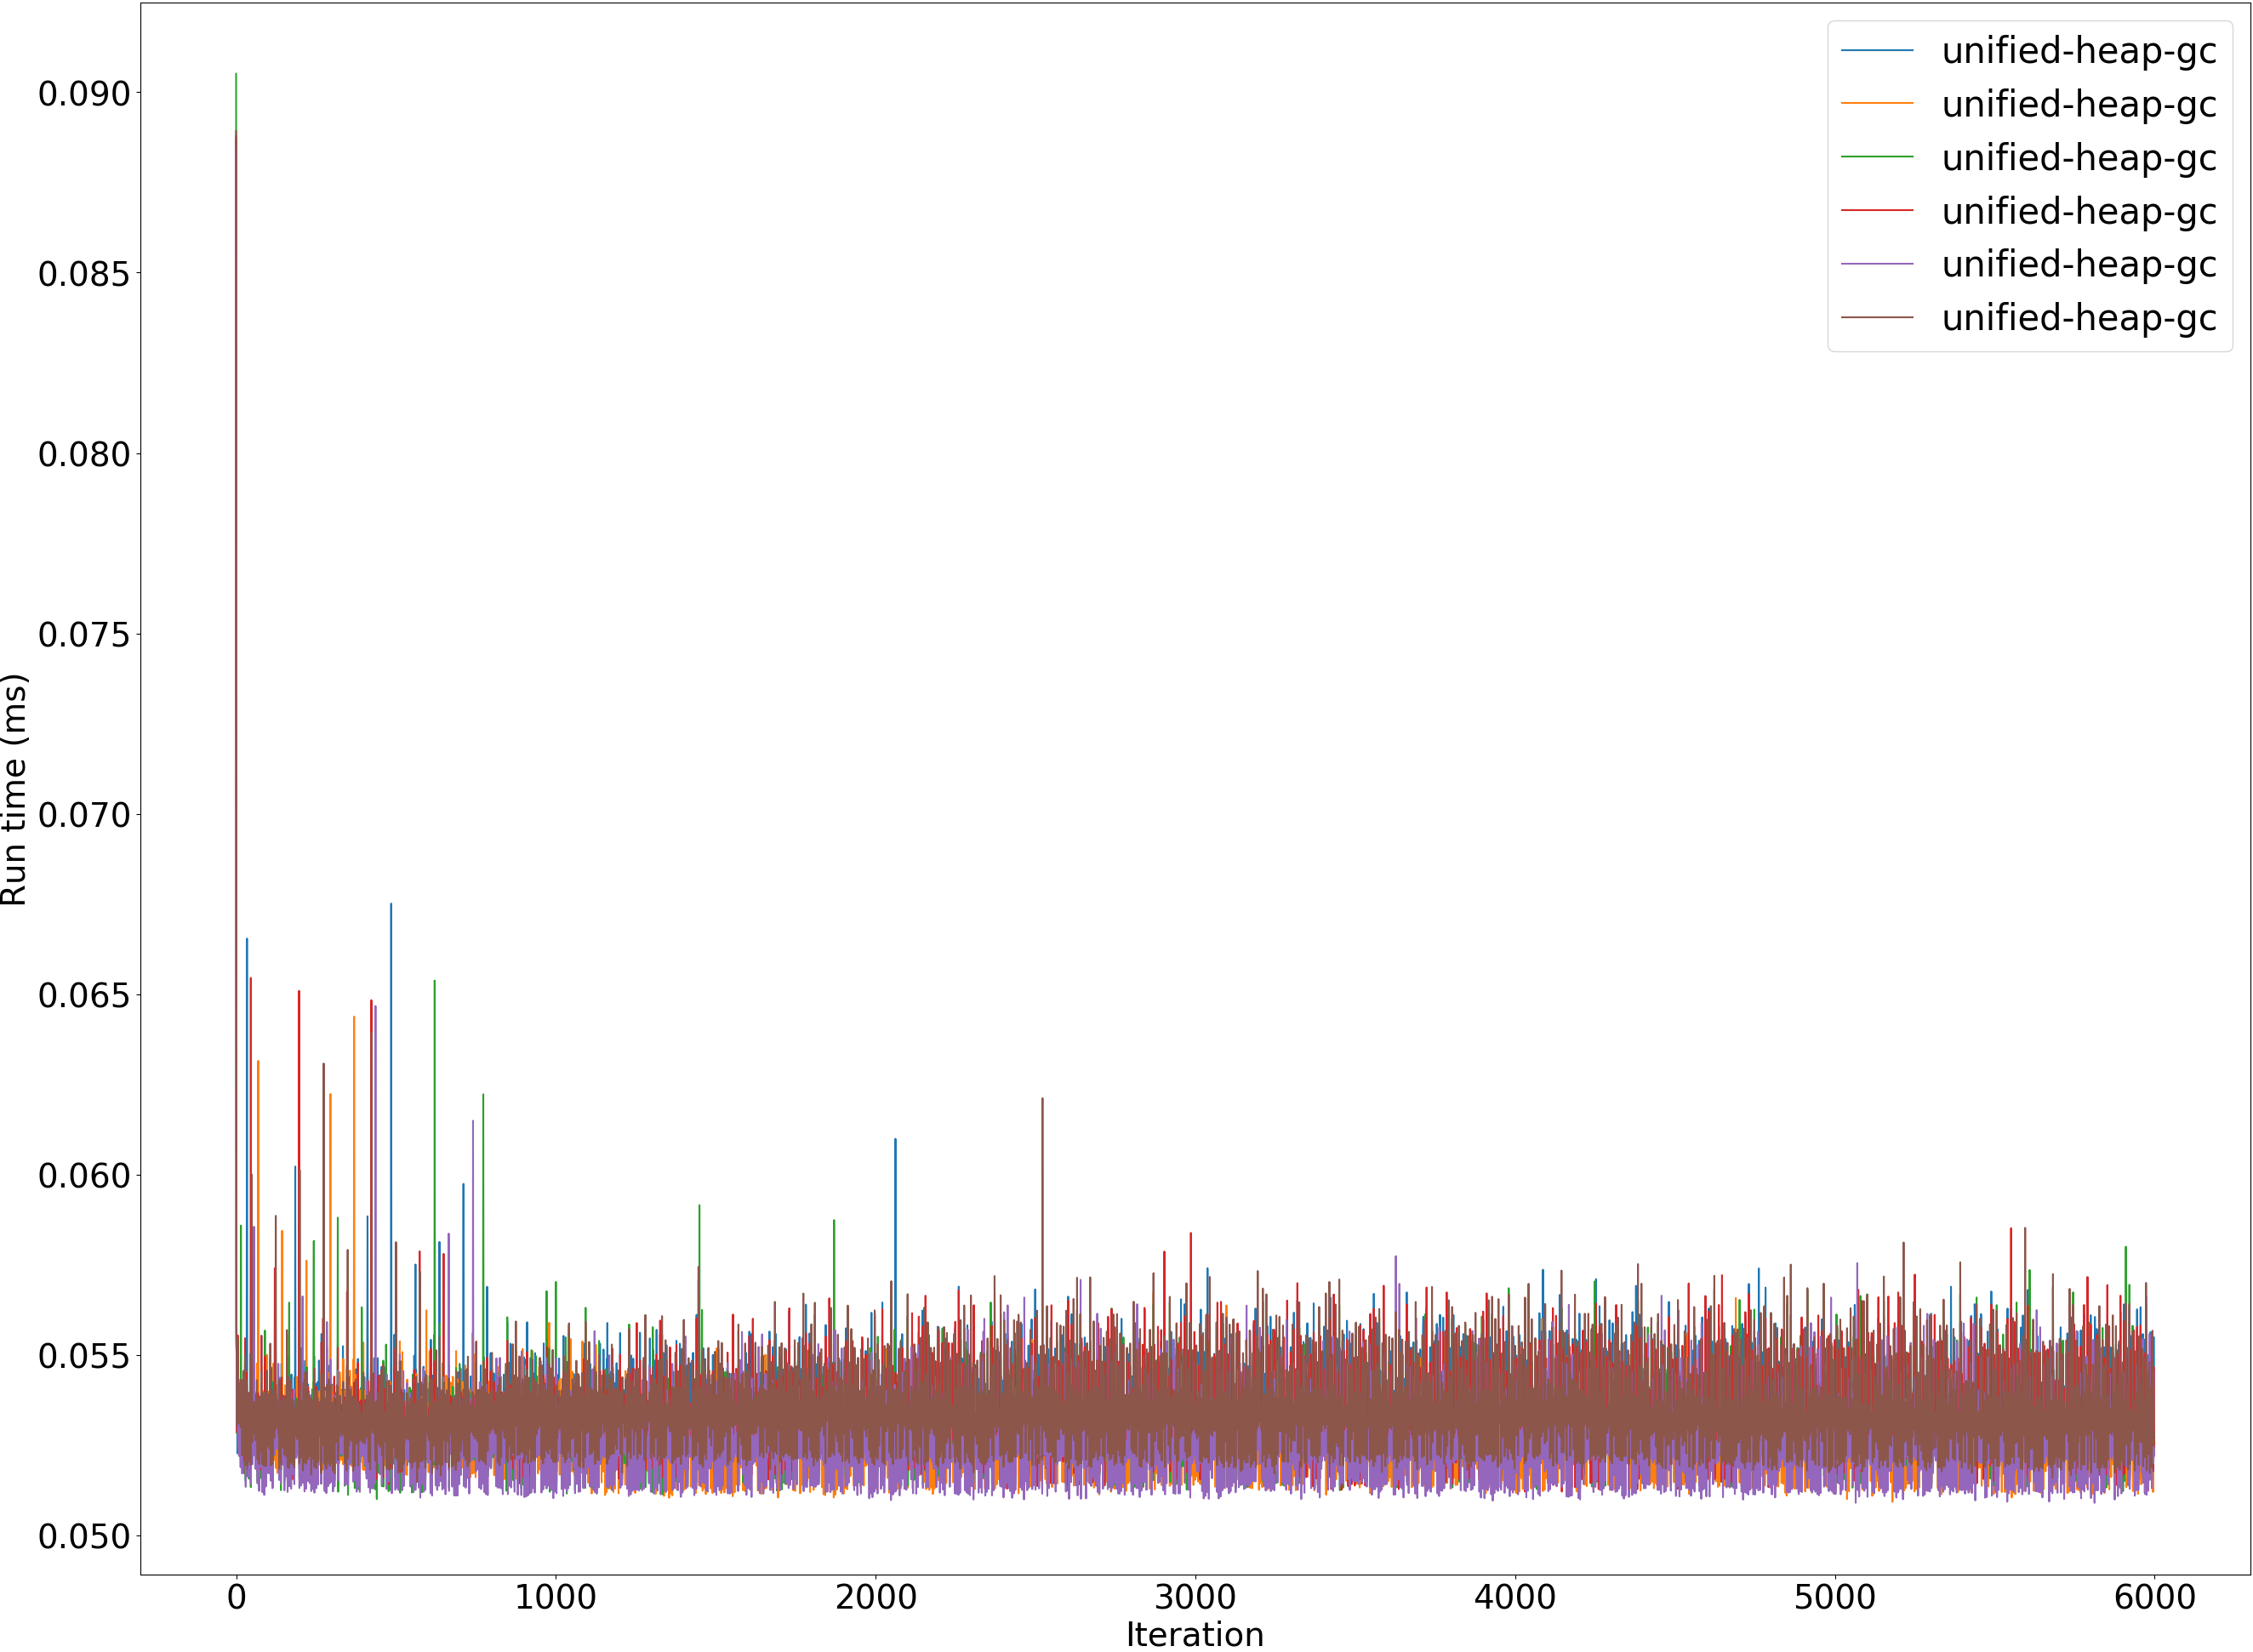 unified-heap-gc
unified-heap-gc
unified-heap-gc
unified-heap-gc
unified-heap-gc
unified-heap-gc
0.090
0.085
0.080
0.075
0.070
0.065
0.060
0.055
0.050
Run time (ms)
0 1000 2000 3000 4000 5000 6000
Iteration